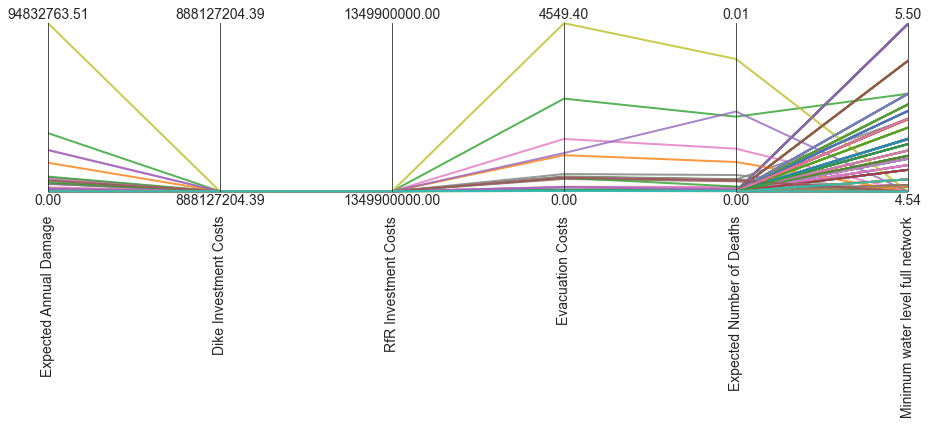 94832763.51 888127204.39 1349900000.00 4549.40 0.01 5.50
0.00 888127204.39 1349900000.00 0.00 0.00 4.54
Expected Annual Damage
Dike Investment Costs
RfR Investment Costs
Evacuation Costs
Expected Number of Deaths
Minimum water level full network